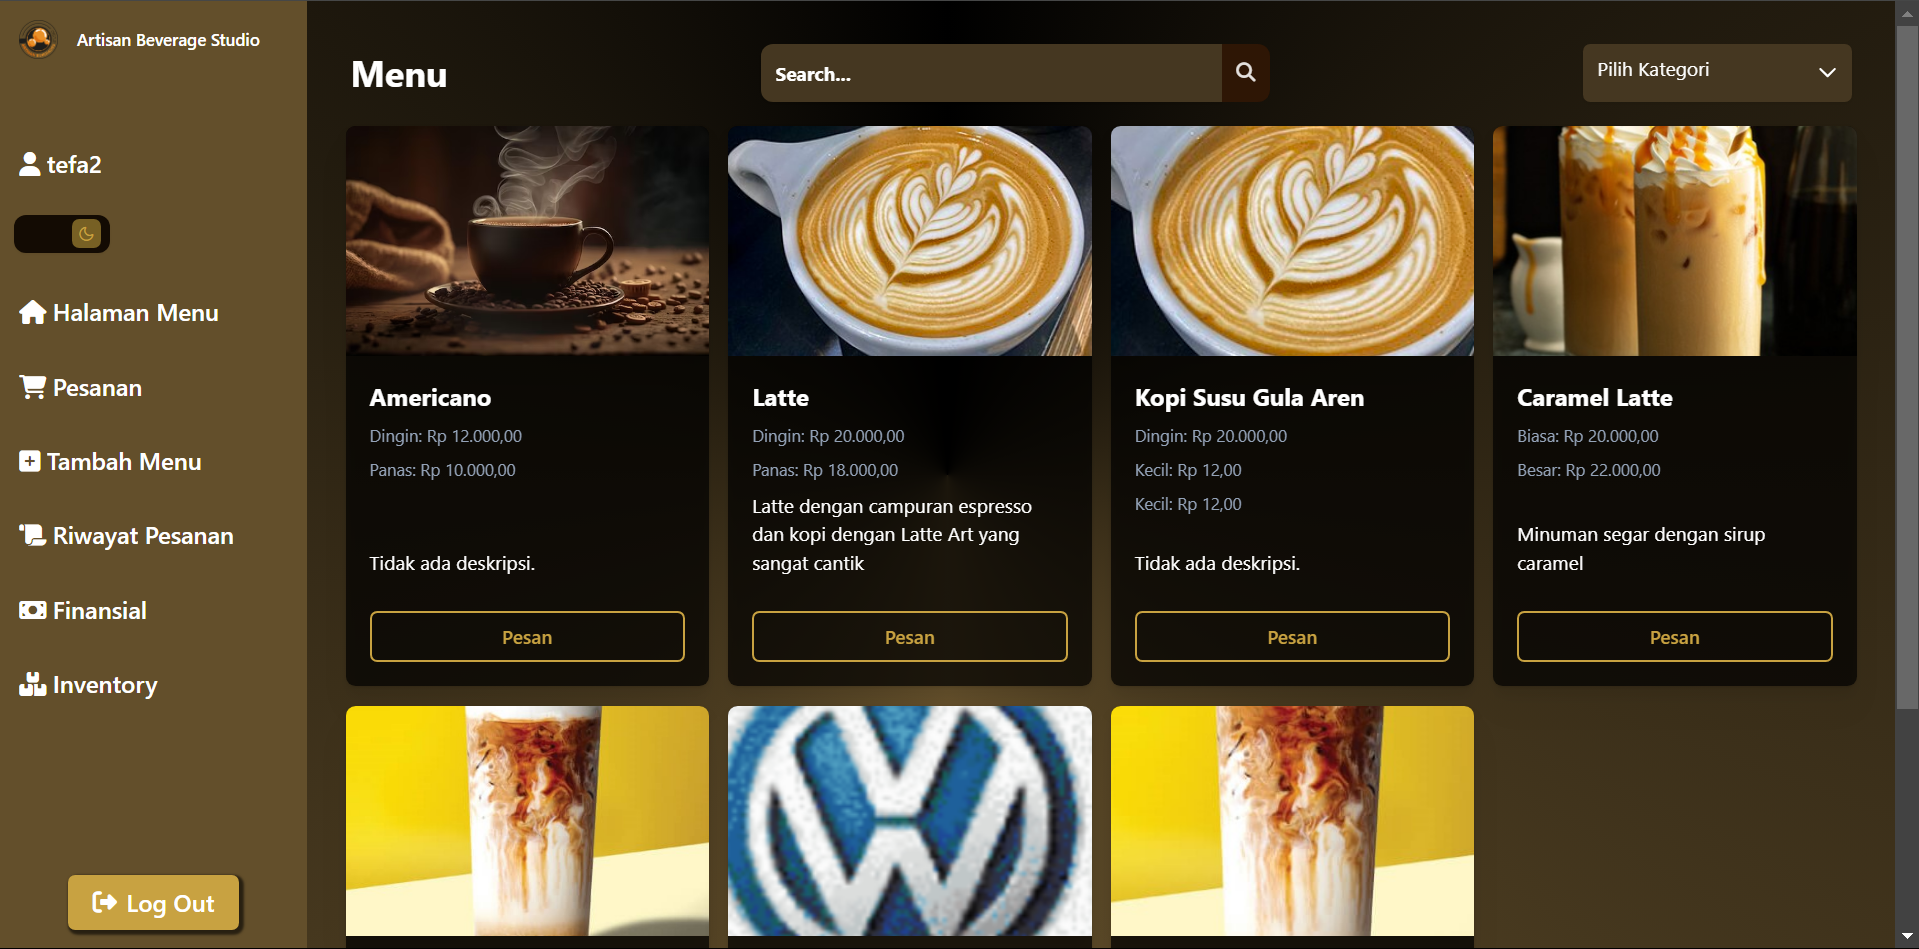 Artisan Beverage Studio
tefa2
Halaman Menu
Pesanan
Tambah Menu
Riwayat Pesanan
Finansial
Inventory
Log Out
Menu
Search...
Pilih Kategori
Americano
Dingin: Rp 12.000,00
Panas: Rp 10.000,00
Tidak ada deskripsi.
Pesan
Latte
Dingin: Rp 20.000,00
Panas: Rp 18.000,00
Latte dengan campuran espresso
dan kopi dengan Latte Art yang
sangat cantik
Pesan
Kopi Susu Gula Aren
Dingin: Rp 20.000,00
Kecil: Rp 12,00
Kecil: Rp 12,00
Tidak ada deskripsi.
Pesan
Caramel Latte
Biasa: Rp 20.000,00
Besar: Rp 22.000,00
Minuman segar dengan sirup
caramel
Pesan